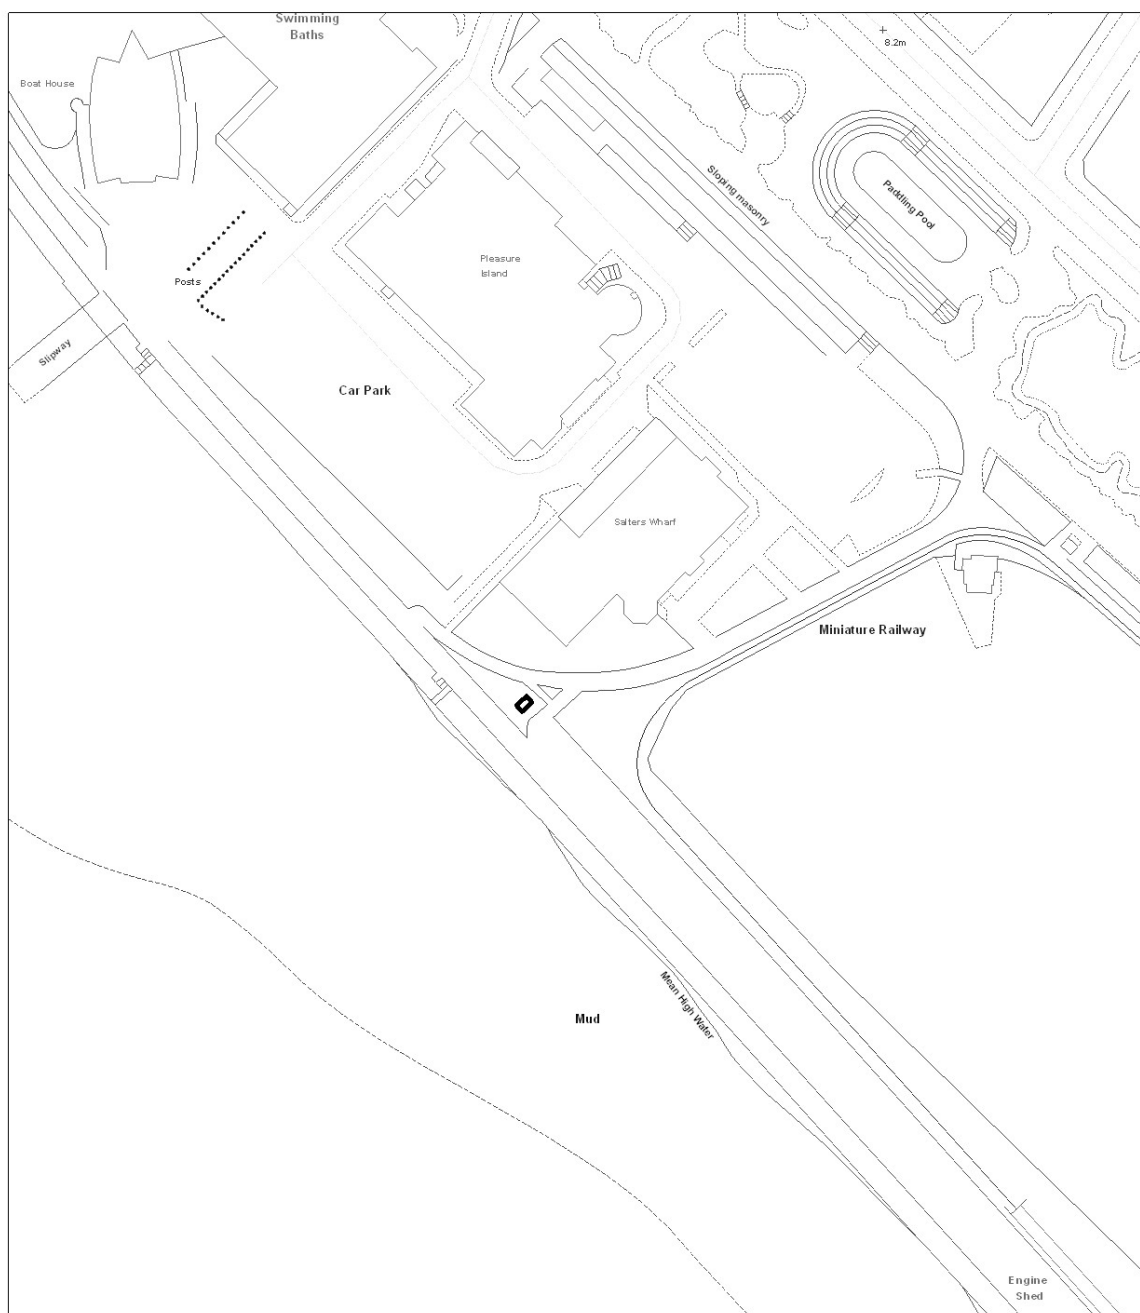 Swimming
Baths
8.2m
Boat House
Sloping masonry
Paddling Pool
Pleasure
Island
Posts
Slipway
Car Park
Salters Wharf
Miniature Railway
Mean High Water
Mud
Engine
Shed